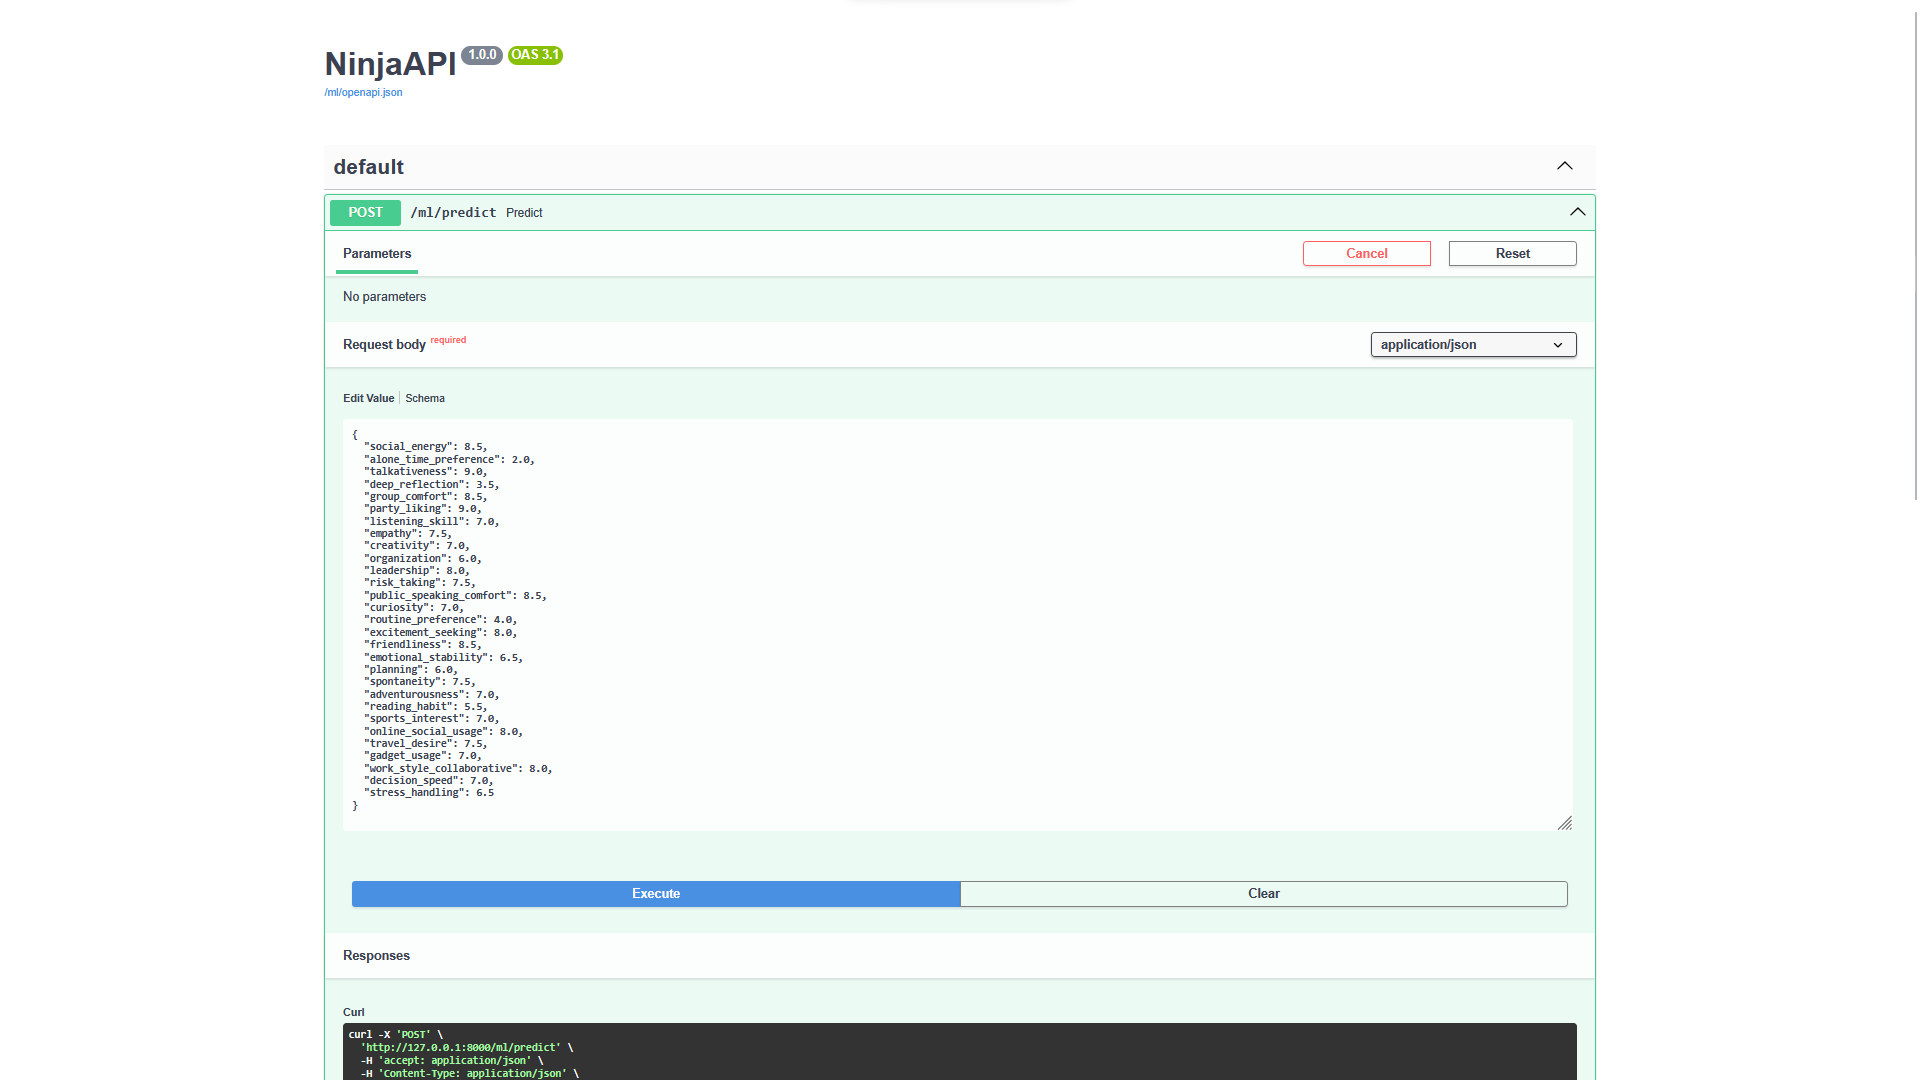 NinjaAPI 1.0.0 OAS 3.1
/ml/openapi.json
default
POST /ml/predict Predict
Parameters Cancel Reset
No parameters
Request body required application/json
Edit Value Schema
{
  "social_energy": 8.5,
  "alone_time_preference": 2.0,
  "talkativeness": 9.0,
  "deep_reflection": 3.5,
  "group_comfort": 8.5,
  "party_liking": 9.0,
  "listening_skill": 7.0,
  "empathy": 7.5,
  "creativity": 7.0,
  "organization": 6.0,
  "leadership": 8.0,
  "risk_taking": 7.5,
  "public_speaking_comfort": 8.5,
  "curiosity": 7.0,
  "routine_preference": 4.0,
  "excitement_seeking": 8.0,
  "friendliness": 8.5,
  "emotional_stability": 6.5,
  "planning": 6.0,
  "spontaneity": 7.5,
  "adventurousness": 7.0,
  "reading_habit": 5.5,
  "sports_interest": 7.0,
  "online_social_usage": 8.0,
  "travel_desire": 7.5,
  "gadget_usage": 7.0,
  "work_style_collaborative": 8.0,
  "decision_speed": 7.0,
  "stress_handling": 6.5
}
Execute Clear
Responses
Curl
curl -X 'POST' \
  'http://127.0.0.1:8000/ml/predict' \
  -H 'accept: application/json' \
  -H 'Content-Type: application/json' \